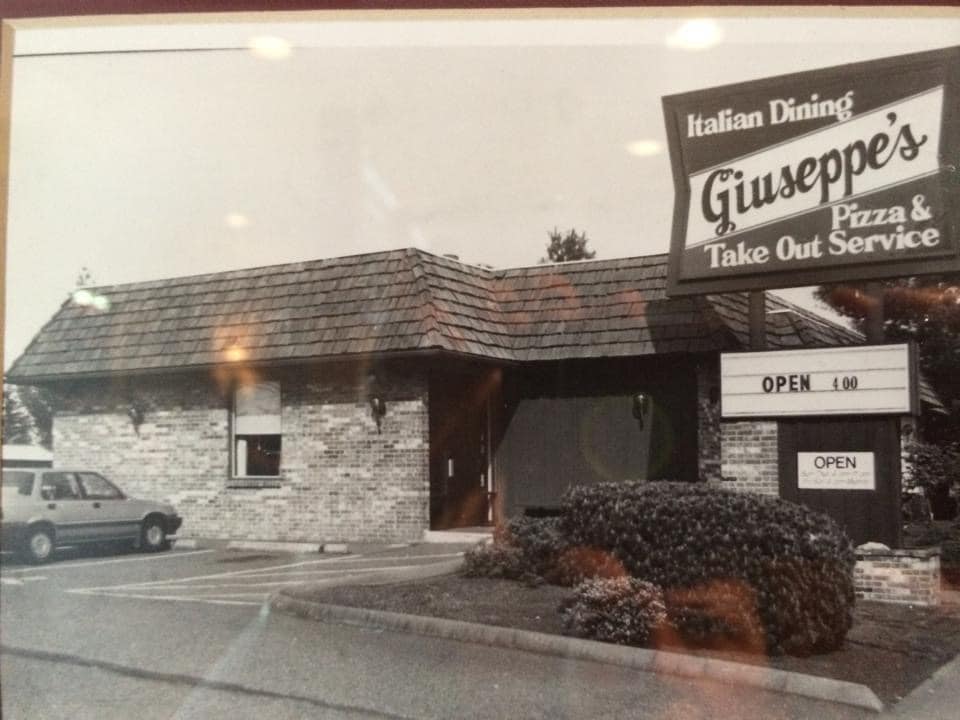 Italian Dining
Giuseppe's
Pizza &
Take Out Service
OPEN 4 00
OPEN